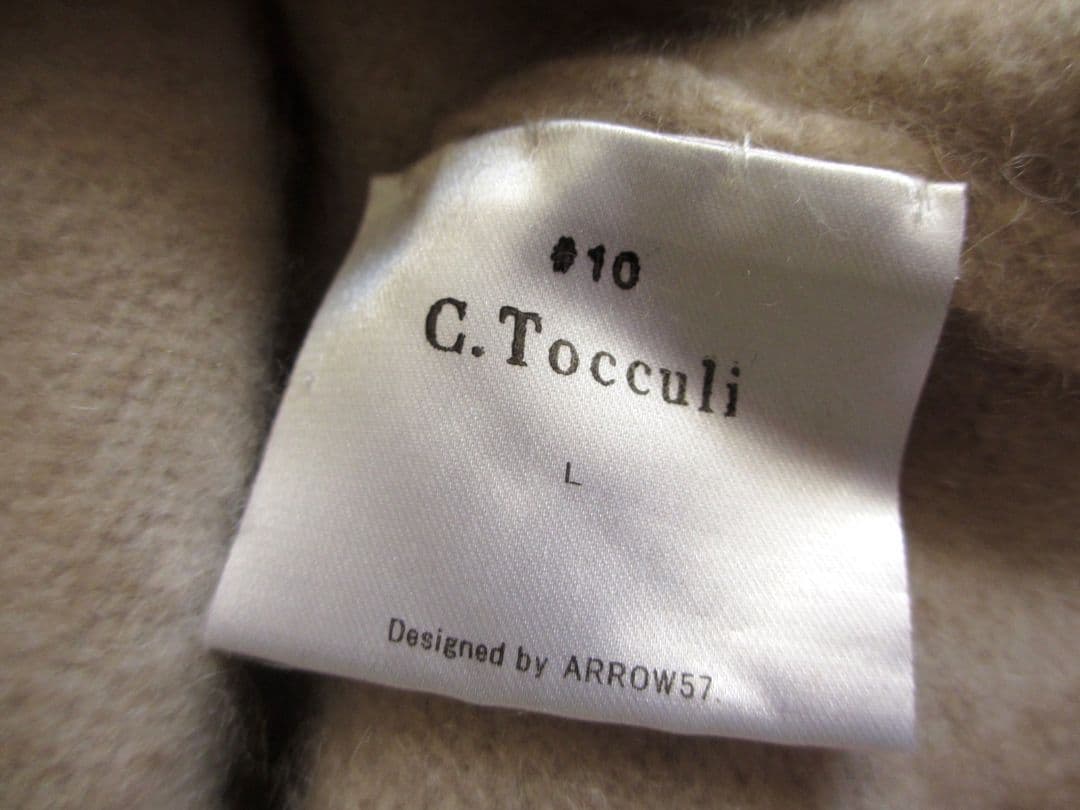 #10
C.Tocculi
L
Designed by ARROW57.